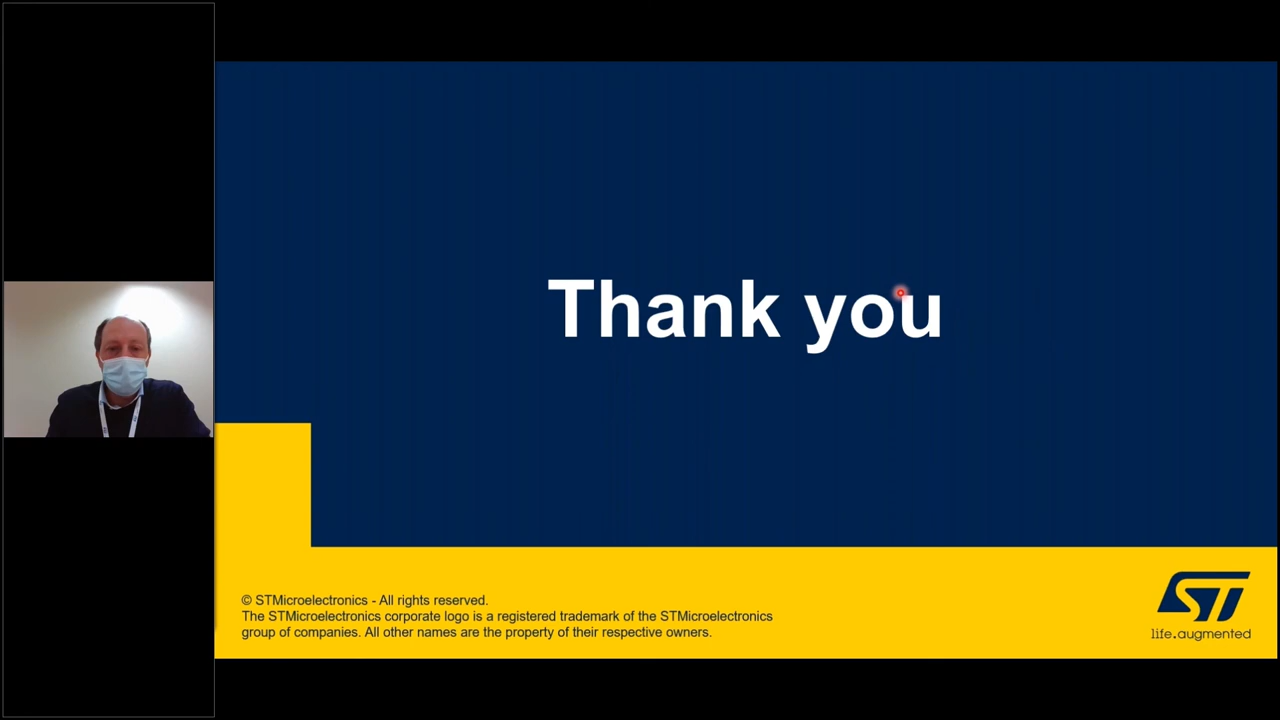 Thank you
© STMicroelectronics - All rights reserved.
The STMicroelectronics corporate logo is a registered trademark of the STMicroelectronics
group of companies. All other names are the property of their respective owners.
ST
life.augmented